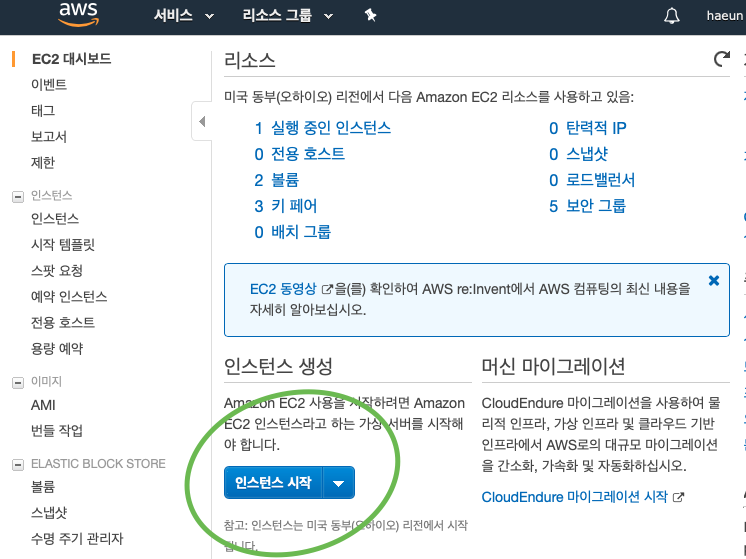 aws
서비스
리소스 그룹
haeun
EC2 대시보드
이벤트
태그
보고서
제한
인스턴스
인스턴스
시작 템플릿
스팟 요청
예약 인스턴스
전용 호스트
용량 예약
이미지
AMI
번들 작업
ELASTIC BLOCK STORE
볼륨
스냅샷
수명 주기 관리자
리소스
미국 동부(오하이오) 리전에서 다음 Amazon EC2 리소스를 사용하고 있음:
1 실행 중인 인스턴스
0 탄력적 IP
0 전용 호스트
0 스냅샷
2 볼륨
0 로드밸런서
3 키 페어
5 보안 그룹
0 배치 그룹
EC2 동영상 을(를) 확인하여 AWS re:Invent에서 AWS 컴퓨팅의 최신 내용을
자세히 알아보십시오.
인스턴스 생성
Amazon EC2 사용을 시작하려면 Amazon
EC2 인스턴스라고 하는 가상 서버를 시작해
야 합니다.
인스턴스 시작
참고: 인스턴스는 미국 동부(오하이오) 리전에서 시작
됩니다.
머신 마이그레이션
CloudEndure 마이그레이션을 사용하여 물
리적 인프라, 가상 인프라 및 클라우드 기반
인프라에서 AWS로의 대규모 마이그레이션
을 간소화, 가속화 및 자동화하십시오.
CloudEndure 마이그레이션 시작